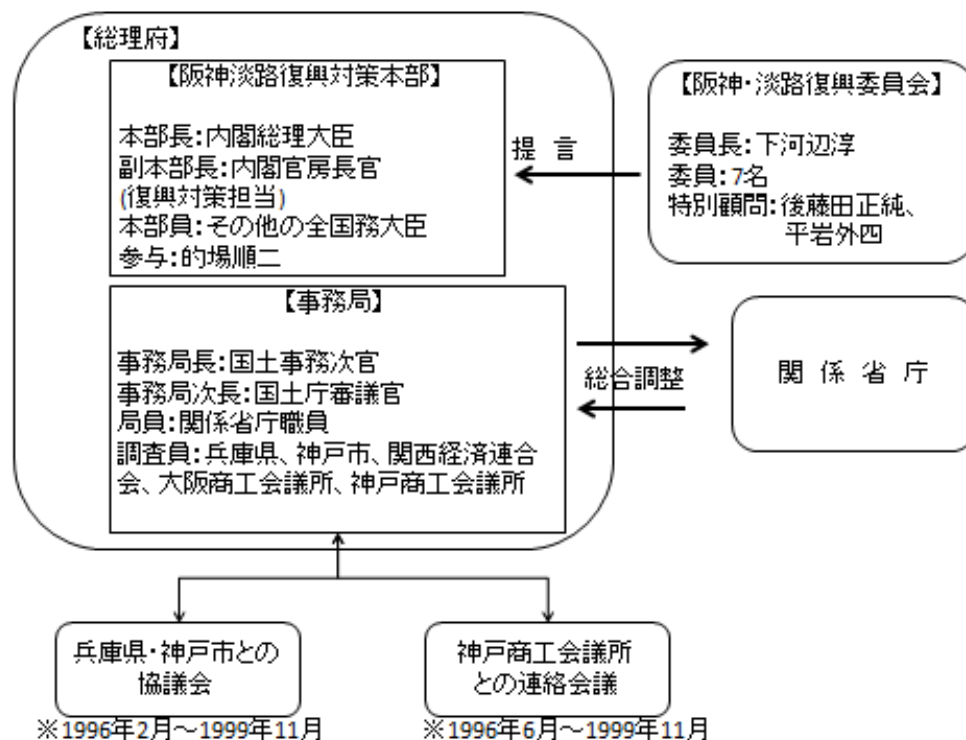 【総理府】
【阪神淡路復興対策本部】
本部長:内閣総理大臣
副本部長:内閣官房長官
(復興対策担当)
本部員:その他の全国務大臣
参与:的場順二
【阪神・淡路復興委員会】
委員長:下河辺淳
委員:7名
特別顧問:後藤田正純、
平岩外四
提 言
【事務局】
事務局長:国土事務次官
事務局次長:国土庁審議官
局員:関係省庁職員
調査員:兵庫県、神戸市、関西経済連合
会、大阪商工会議所、神戸商工会議所
総合調整
関 係 省 庁
兵庫県・神戸市との
協議会
※1996年2月～1999年11月
神戸商工会議所
との連絡会議
※1996年6月～1999年11月